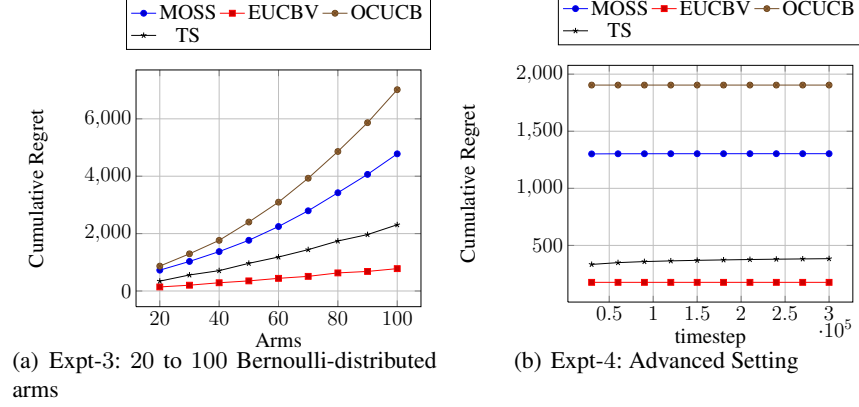 MOSS EUCBV OCUCB
TS
6,000
4,000
2,000
0
Cumulative Regret
20 40 60 80 100
Arms
(a) Expt-3: 20 to 100 Bernoulli-distributed
arms
MOSS EUCBV OCUCB
TS
2,000
1,500
1,000
500
Cumulative Regret
0.5 1 1.5 2 2.5 3
·10⁵
timestep
(b) Expt-4: Advanced Setting